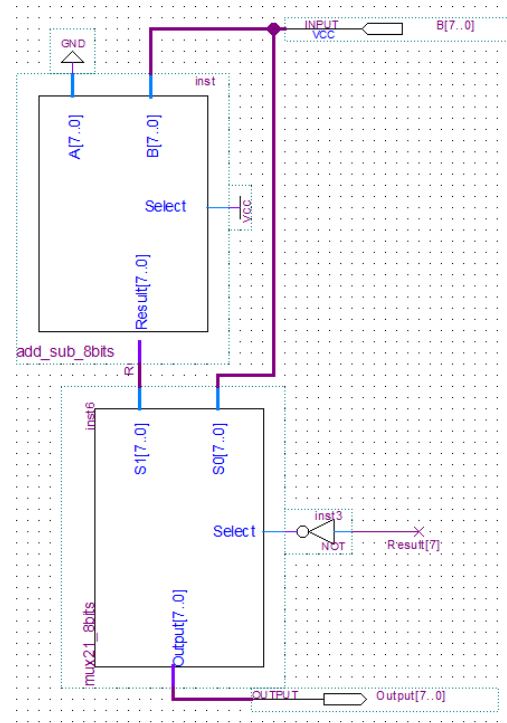 INPUT
VCC
B[7..0]
GND
inst
A[7..0]
B[7..0]
Select
VCC
Result[7..0]
add_sub_8bits
R
inst6
S1[7..0]
S0[7..0]
Select
inst3
NOT
Result[7]
mux21_8bits
Output[7..0]
OUTPUT
Output[7..0]